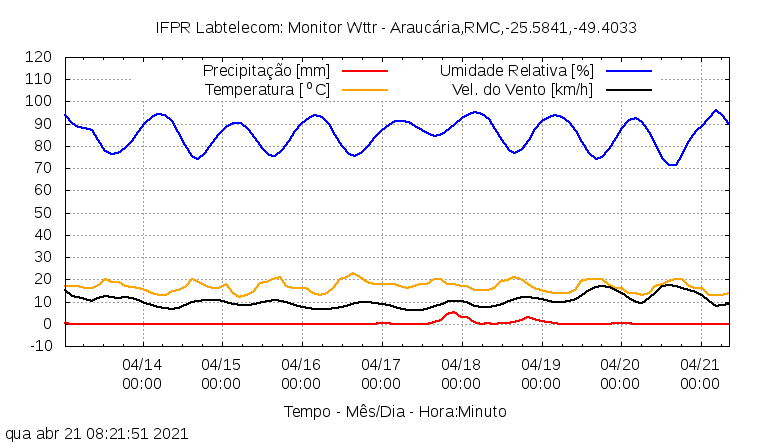 IFPR Labtelecom: Monitor Wttr - Araucária,RMC,-25.5841,-49.4033
Precipitação [mm]
Temperatura [ ⁰C]
Umidade Relativa [%]
Vel. do Vento [km/h]
120
110
100
90
80
70
60
50
40
30
20
10
0
-10
04/14 04/15 04/16 04/17 04/18 04/19 04/20 04/21
00:00 00:00 00:00 00:00 00:00 00:00 00:00 00:00
Tempo - Mês/Dia - Hora:Minuto
qua abr 21 08:21:51 2021